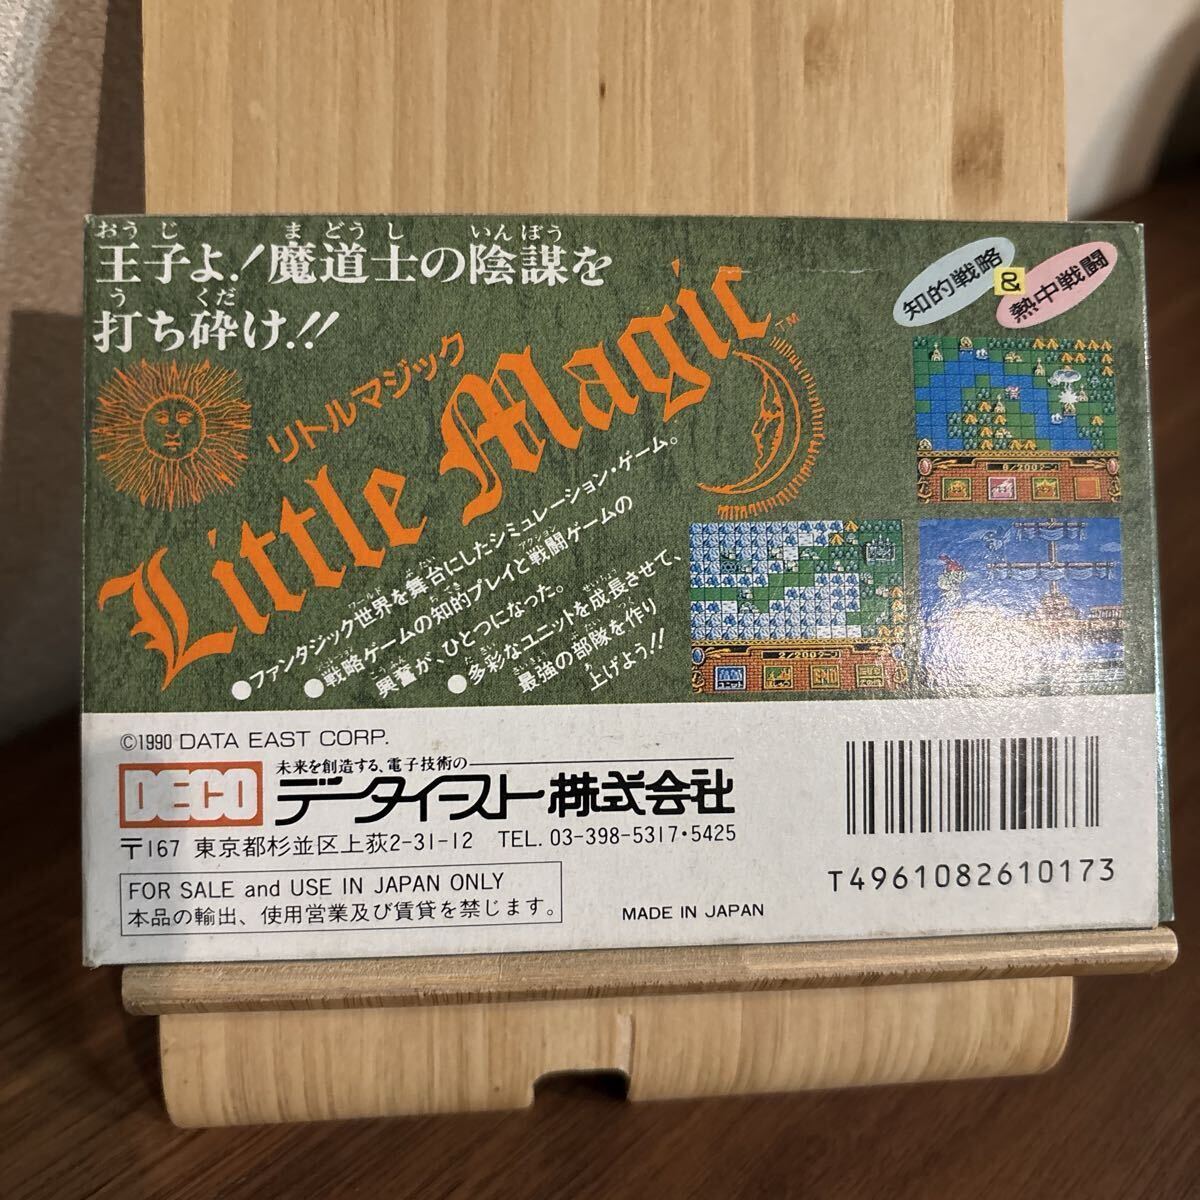 王子よ!魔道士の陰謀を
打ち砕け!!
リトルマジック
Little Magic™
知的戦略
&
熱中戦闘
●ファンタジック世界を舞台にしたシミュレーション・ゲーム。
●戦略ゲームの知的プレイと戦闘ゲームの
興奮が、ひとつになった。
●多彩なユニットを成長させて、
最強の部隊を作り
上げよう!!
©1990 DATA EAST CORP.
DECO
未来を創造する、電子技術の
データイースト株式会社
〒167 東京都杉並区上荻2-31-12 TEL. 03-398-5317・5425
FOR SALE and USE IN JAPAN ONLY
本品の輸出、使用営業及び賃貸を禁じます。
MADE IN JAPAN
T4961082610173